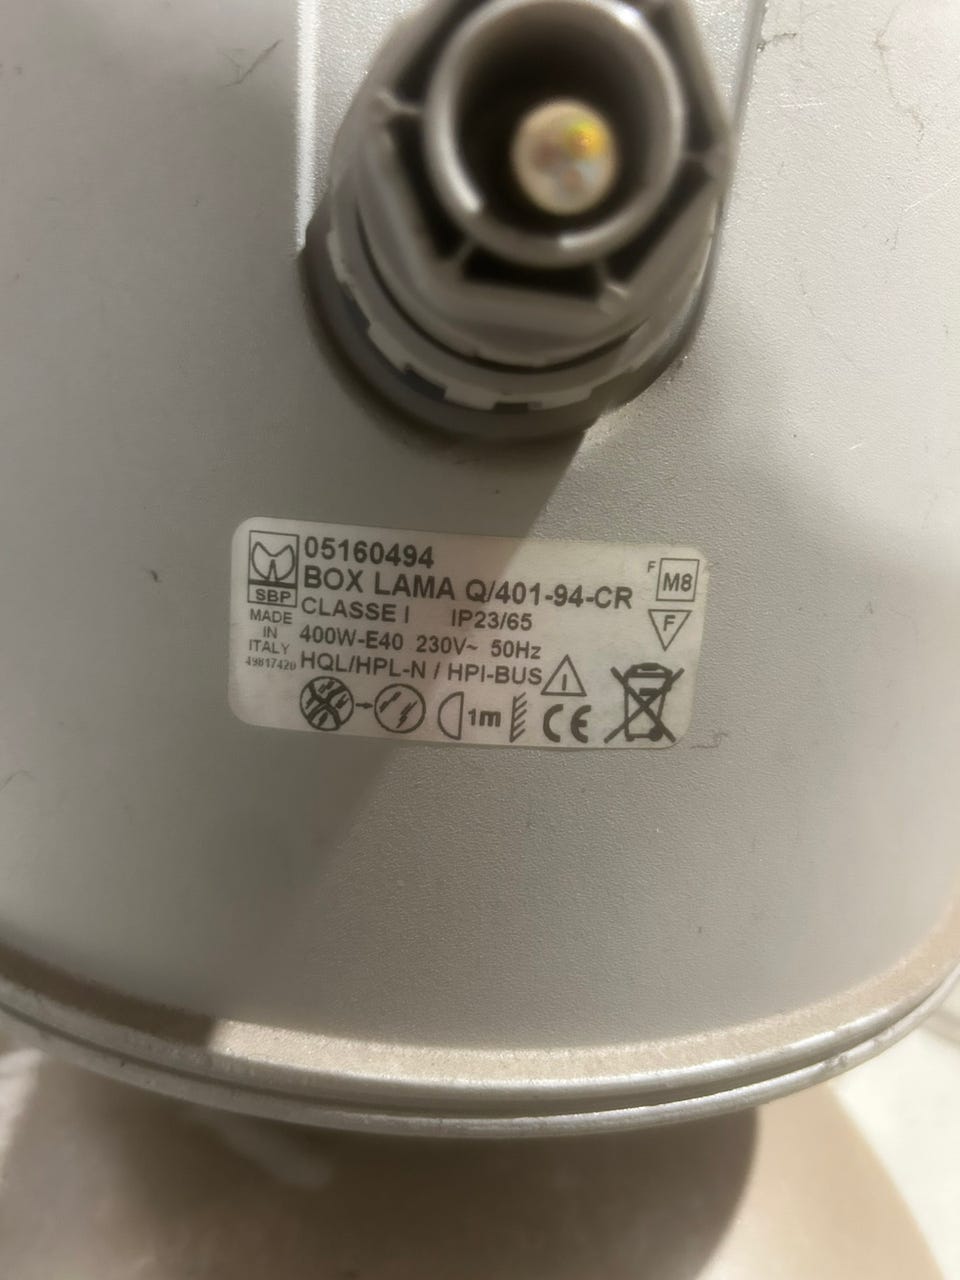 05160494
BOX LAMA Q/401-94-CR
SBP
CLASSE I IP23/65
MADE
IN
ITALY
49817420
400W-E40 230V~ 50Hz
HQL/HPL-N / HPI-BUS
1m
CE
F
M8
F